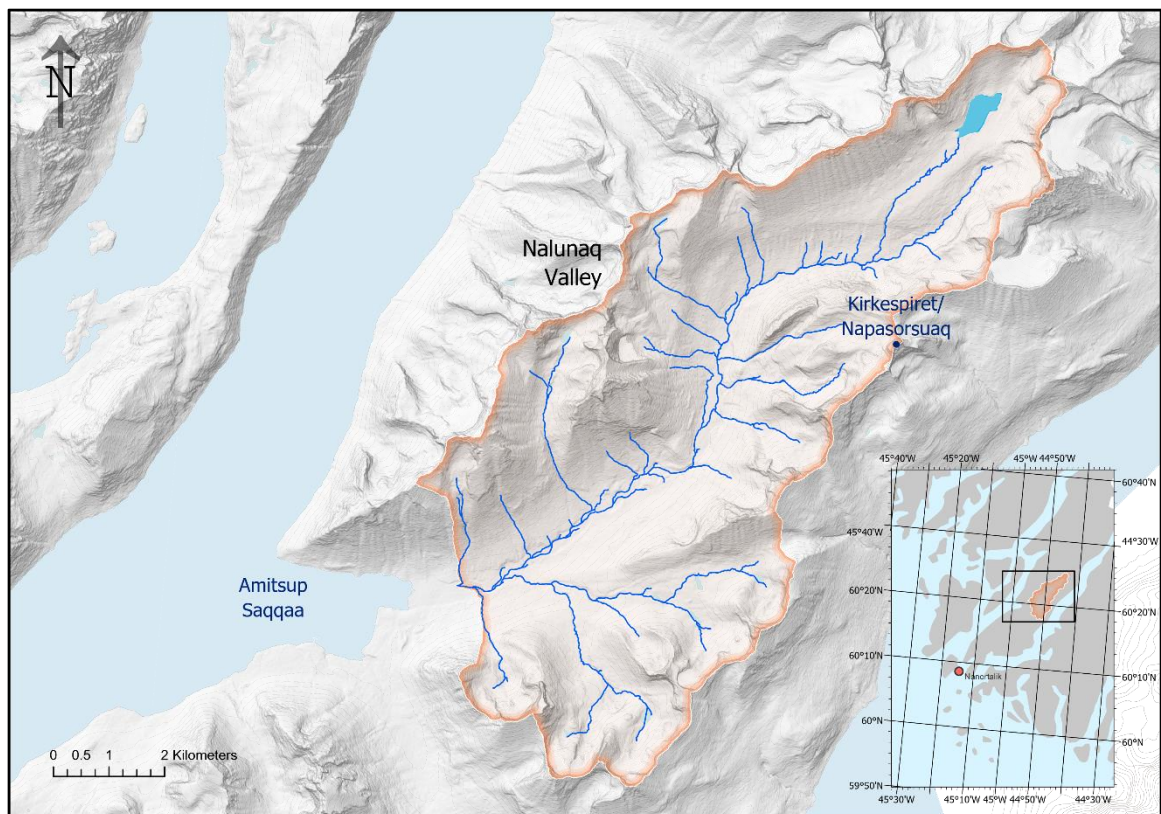 N
Nalunaq
Valley
Kirkespiret/
Napasorsuaq
Amitsup
Saqqaa
0 0.5 1 2 Kilometers
45°40'W 45°20'W 45°W 44°50'W
60°40'N
60°50'N
45°40'W
44°30'W
60°20'N
60°20'N
60°10'N
60°10'N
Nanortalik
60°N
60°N
59°50'N
45°30'W 45°10'W 45°W 44°50'W 44°30'W